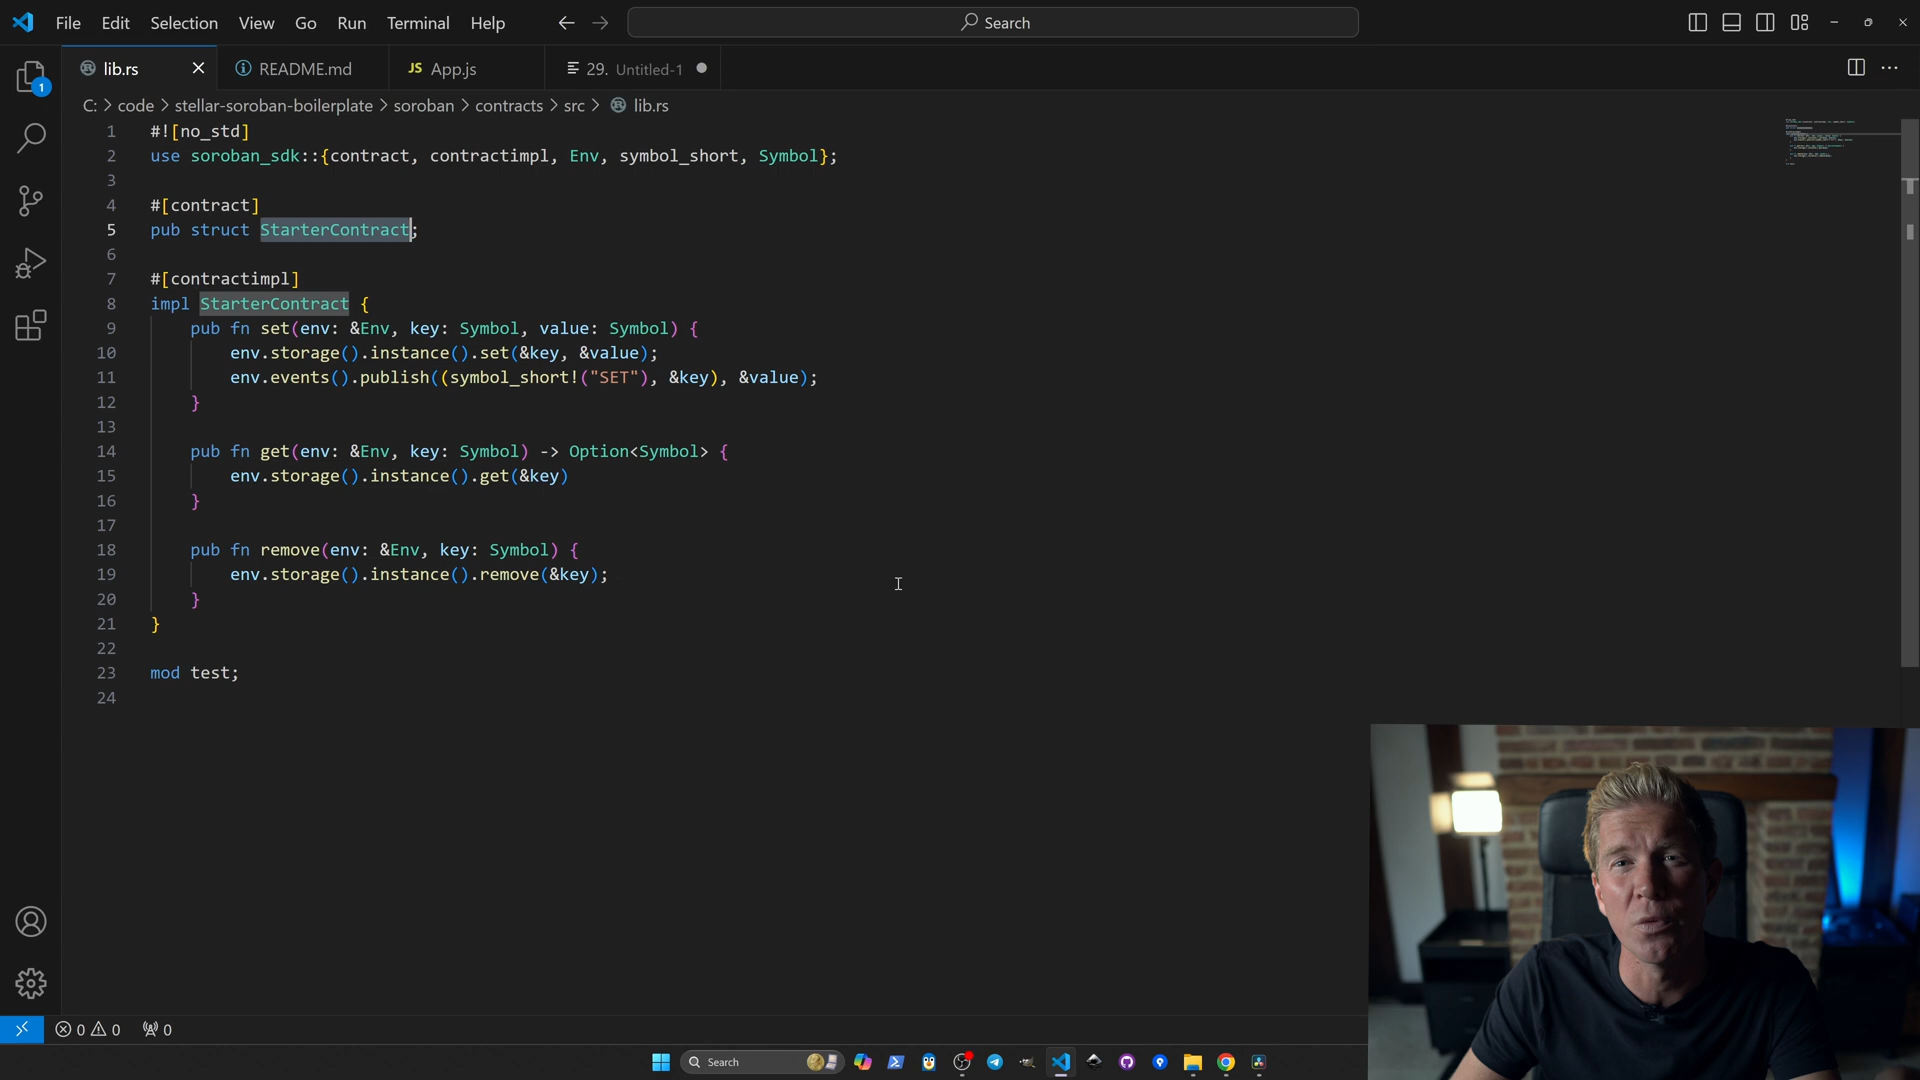 File Edit Selection View Go Run Terminal Help
Search
1
lib.rs
README.md
JS App.js
29. Untitled-1
C: > code > stellar-soroban-boilerplate > soroban > contracts > src > lib.rs
1 #![no_std]
2 use soroban_sdk::{contract, contractimpl, Env, symbol_short, Symbol};
3
4 #[contract]
5 pub struct StarterContract;
6
7 #[contractimpl]
8 impl StarterContract {
9 pub fn set(env: &Env, key: Symbol, value: Symbol) {
10 env.storage().instance().set(&key, &value);
11 env.events().publish((symbol_short!("SET"), &key), &value);
12 }
13
14 pub fn get(env: &Env, key: Symbol) -> Option<Symbol> {
15 env.storage().instance().get(&key)
16 }
17
18 pub fn remove(env: &Env, key: Symbol) {
19 env.storage().instance().remove(&key);
20 }
21 }
22
23 mod test;
24
0 0 0
Search